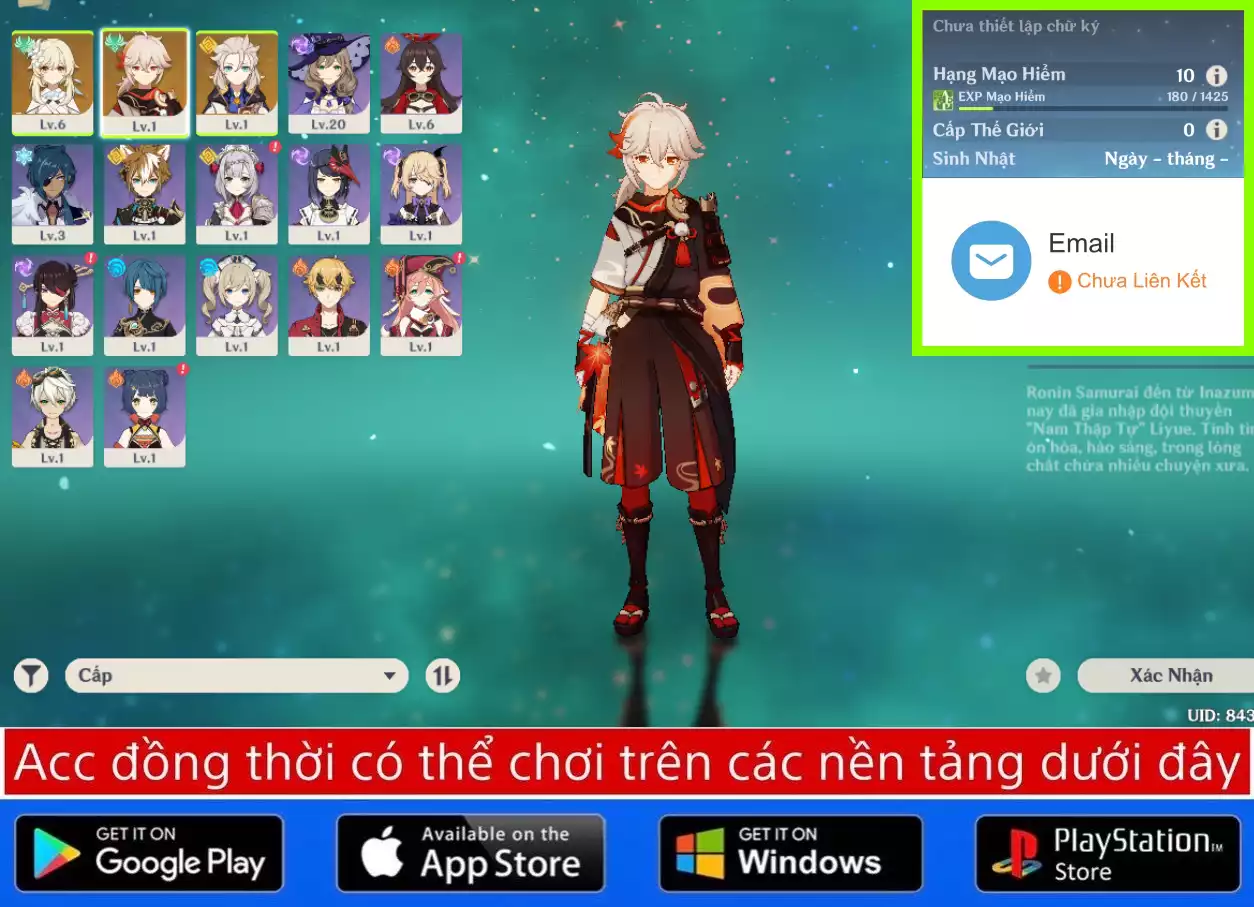 Lv.6
Lv.1
Lv.1
Lv.20
Lv.6
Lv.3
Lv.1
Lv.1
Lv.1
Lv.1
Lv.1
Lv.1
Lv.1
Lv.1
Lv.1
Lv.1
Lv.1
Chưa thiết lập chữ ký
Hạng Mạo Hiểm 10
EXP Mạo Hiểm 180 / 1425
Cấp Thế Giới 0
Sinh Nhật Ngày - tháng -
Email
Chưa Liên Kết
Ronin Samurai đến từ Inazum
nay đã gia nhập đội thuyền
"Nam Thập Tự" Liyue. Tính tìn
ôn hòa, hào sảng, trong lòng
chất chứa nhiều chuyện xưa.
Cấp
Xác Nhận
UID: 843
Acc đồng thời có thể chơi trên các nền tảng dưới đây
GET IT ON
Google Play
Available on the
App Store
GET IT ON
Windows
PlayStation™
Store